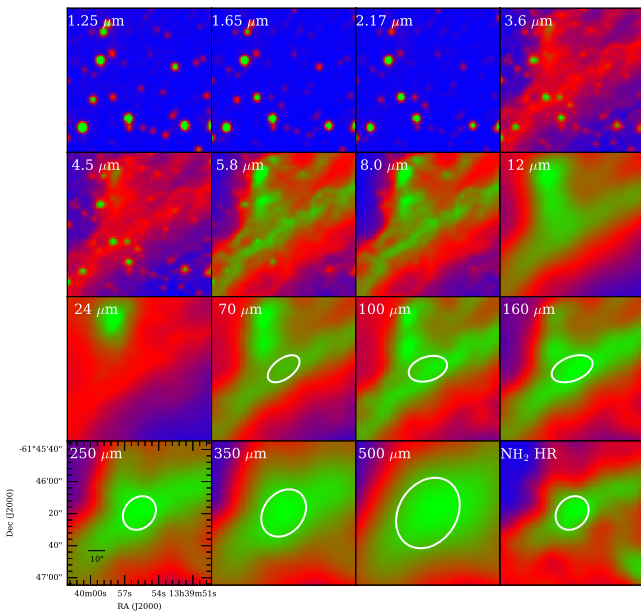 1.25 μm 1.65 μm 2.17 μm 3.6 μm
4.5 μm 5.8 μm 8.0 μm 12 μm
24 μm 70 μm 100 μm 160 μm
250 μm 350 μm 500 μm NH₂ HR
-61°45'40"
46'00"
20"
40"
47'00"
Dec (J2000)
10"
40m00s 57s 54s 13h39m51s
RA (J2000)